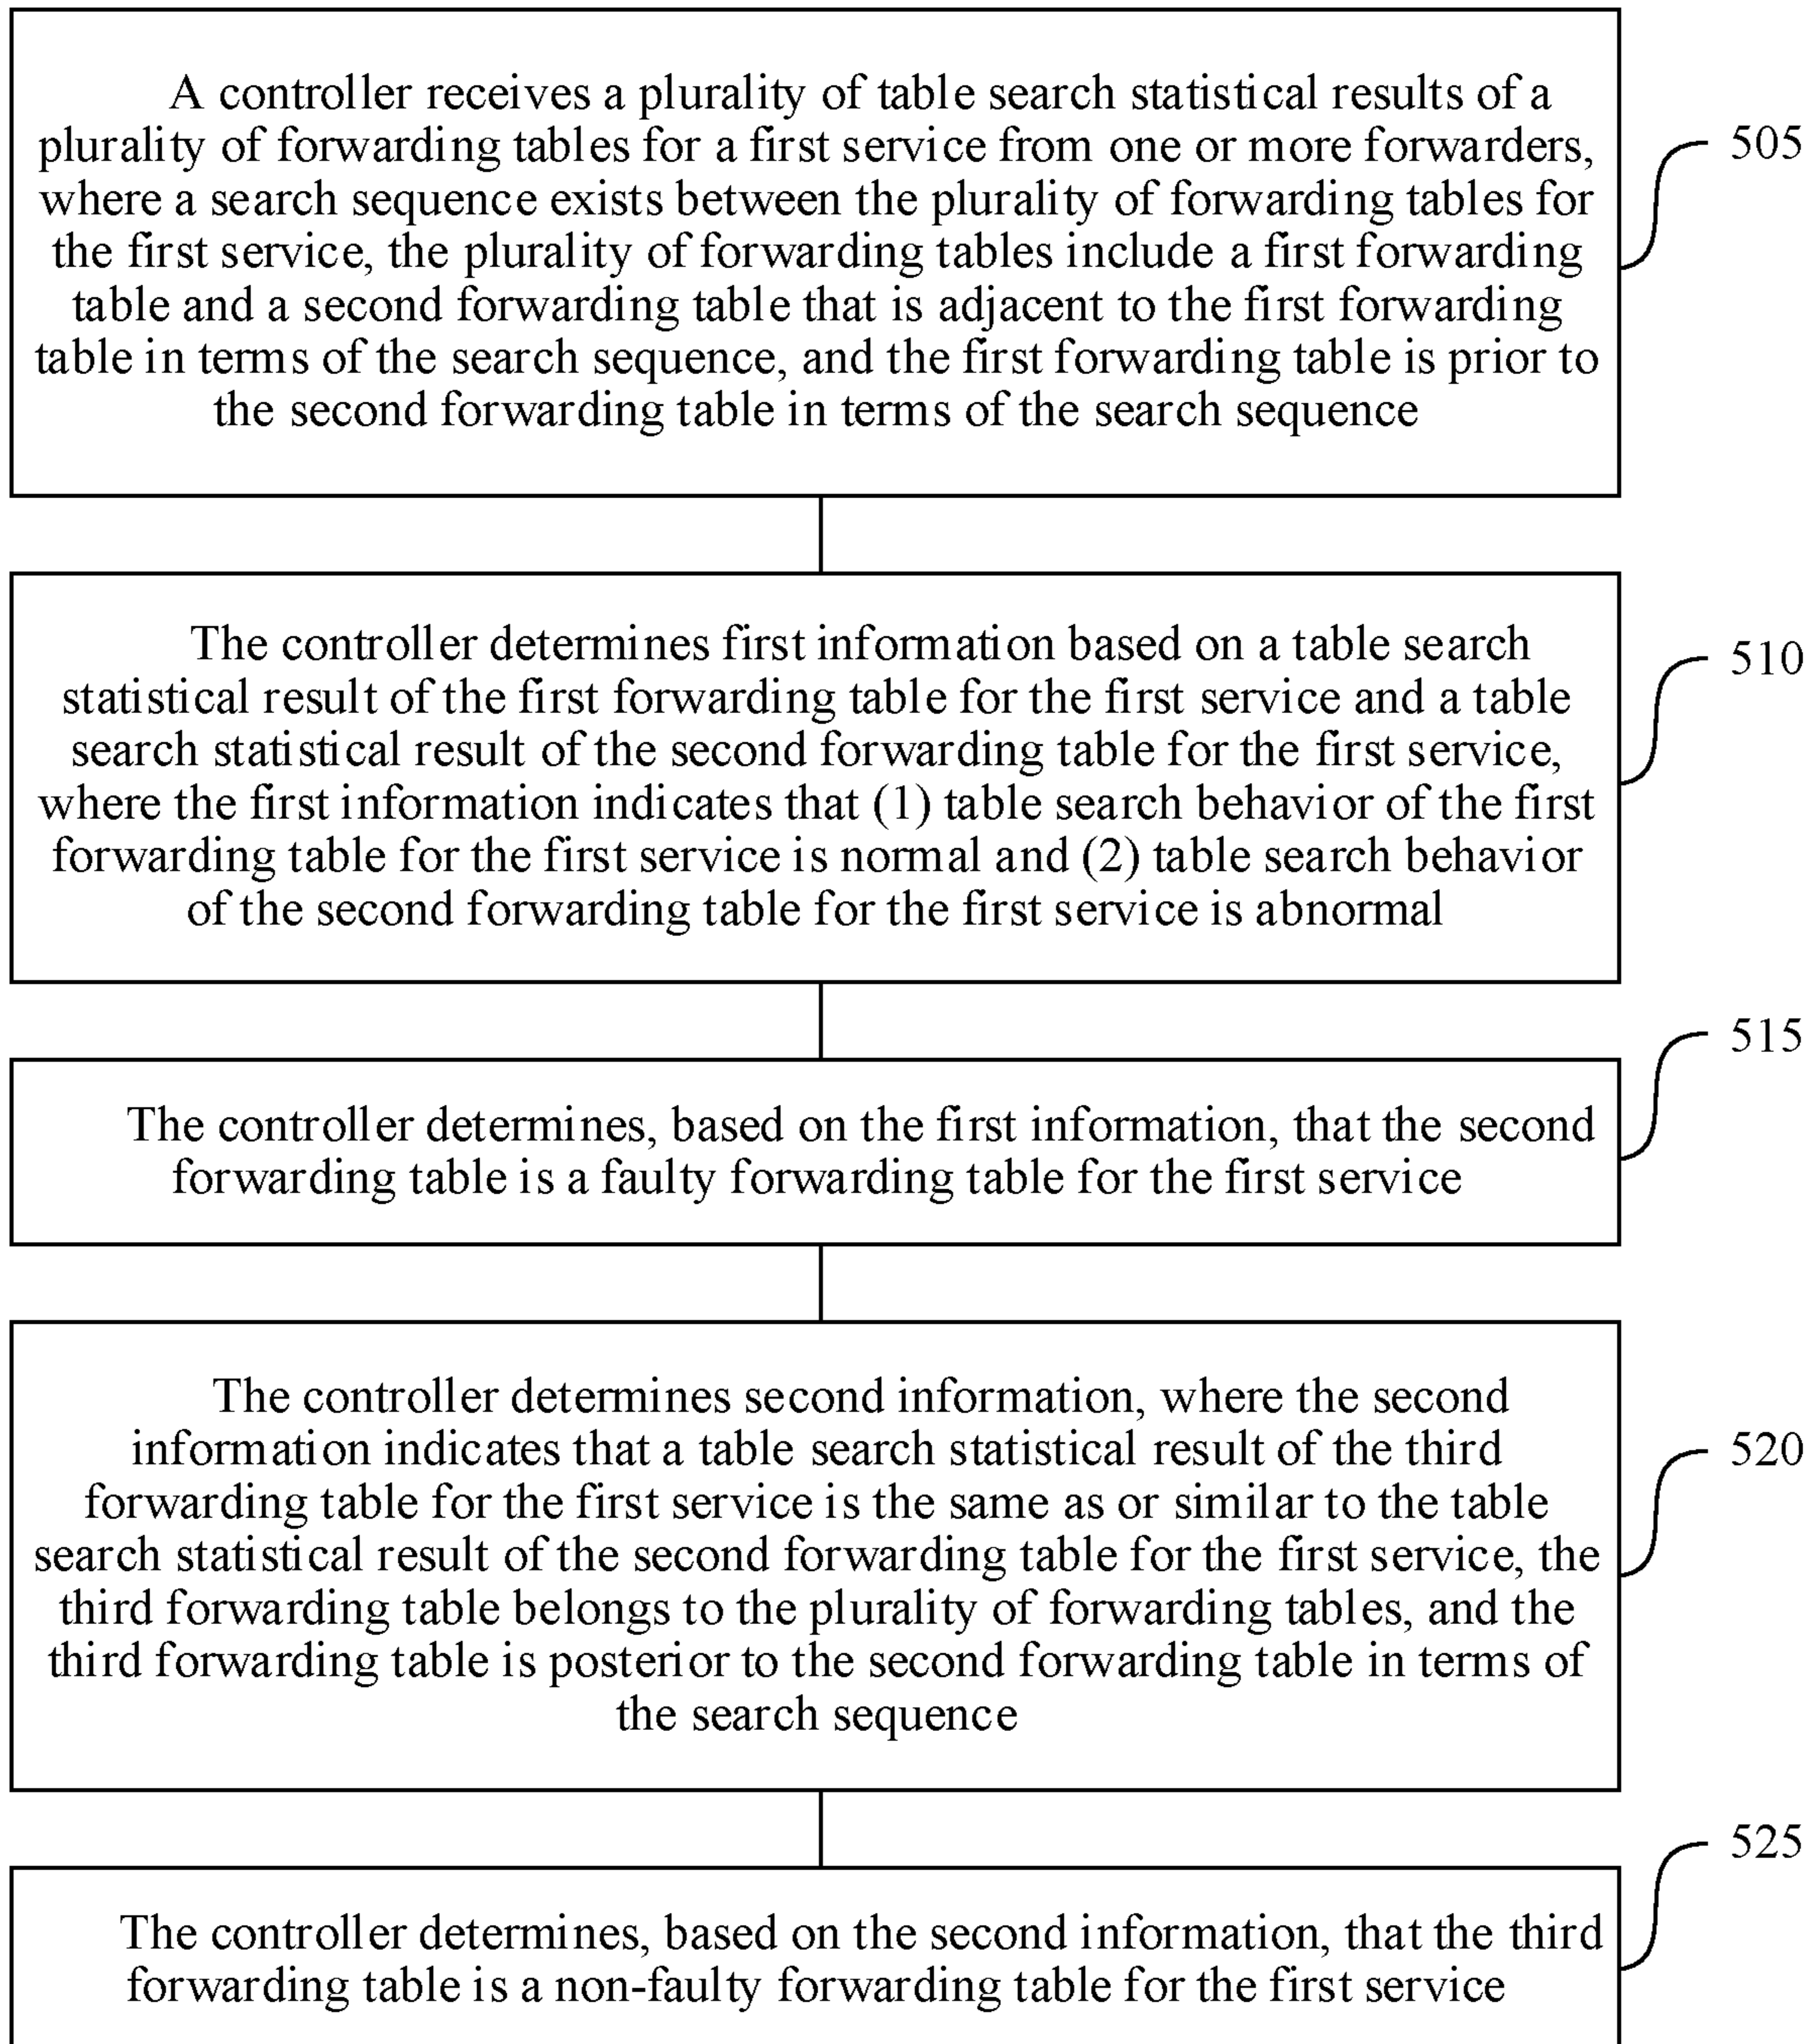 A controller receives a plurality of table search statistical results of a
plurality of forwarding tables for a first service from one or more forwarders,
where a search sequence exists between the plurality of forwarding tables for
the first service, the plurality of forwarding tables include a first forwarding
table and a second forwarding table that is adjacent to the first forwarding
table in terms of the search sequence, and the first forwarding table is prior to
the second forwarding table in terms of the search sequence
505
The controller determines first information based on a table search
statistical result of the first forwarding table for the first service and a table
search statistical result of the second forwarding table for the first service,
where the first information indicates that (1) table search behavior of the first
forwarding table for the first service is normal and (2) table search behavior
of the second forwarding table for the first service is abnormal
510
The controller determines, based on the first information, that the second
forwarding table is a faulty forwarding table for the first service
515
The controller determines second information, where the second
information indicates that a table search statistical result of the third
forwarding table for the first service is the same as or similar to the table
search statistical result of the second forwarding table for the first service, the
third forwarding table belongs to the plurality of forwarding tables, and the
third forwarding table is posterior to the second forwarding table in terms of
the search sequence
520
The controller determines, based on the second information, that the third
forwarding table is a non-faulty forwarding table for the first service
525